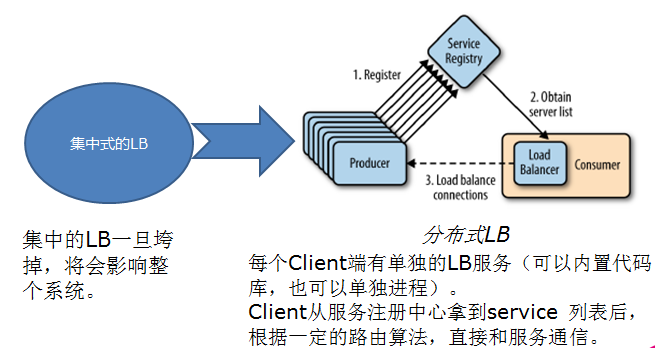 集中式的LB
集中的LB一旦垮
掉，将会影响整
个系统。
Service
Registry
1. Register
2. Obtain
server list
Producer
Load
Balancer
Consumer
3. Load balance
connections
分布式LB
每个Client端有单独的LB服务（可以内置代码
库，也可以单独进程）。
Client从服务注册中心拿到service 列表后，
根据一定的路由算法，直接和服务通信。